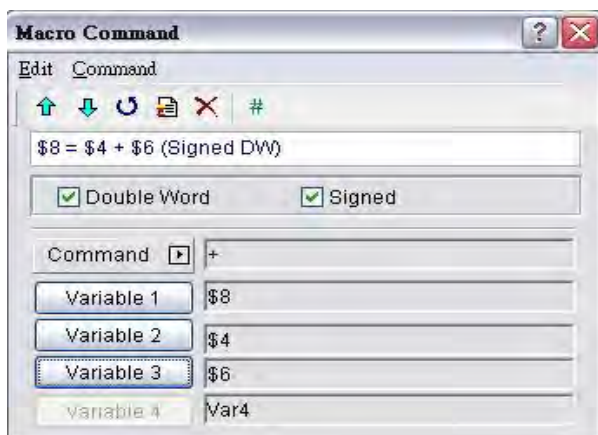 Macro Command
Edit Command
#
$8 = $4 + $6 (Signed DW)
Double Word Signed
Command +
Variable 1 $8
Variable 2 $4
Variable 3 $6
Variable 4 Var4